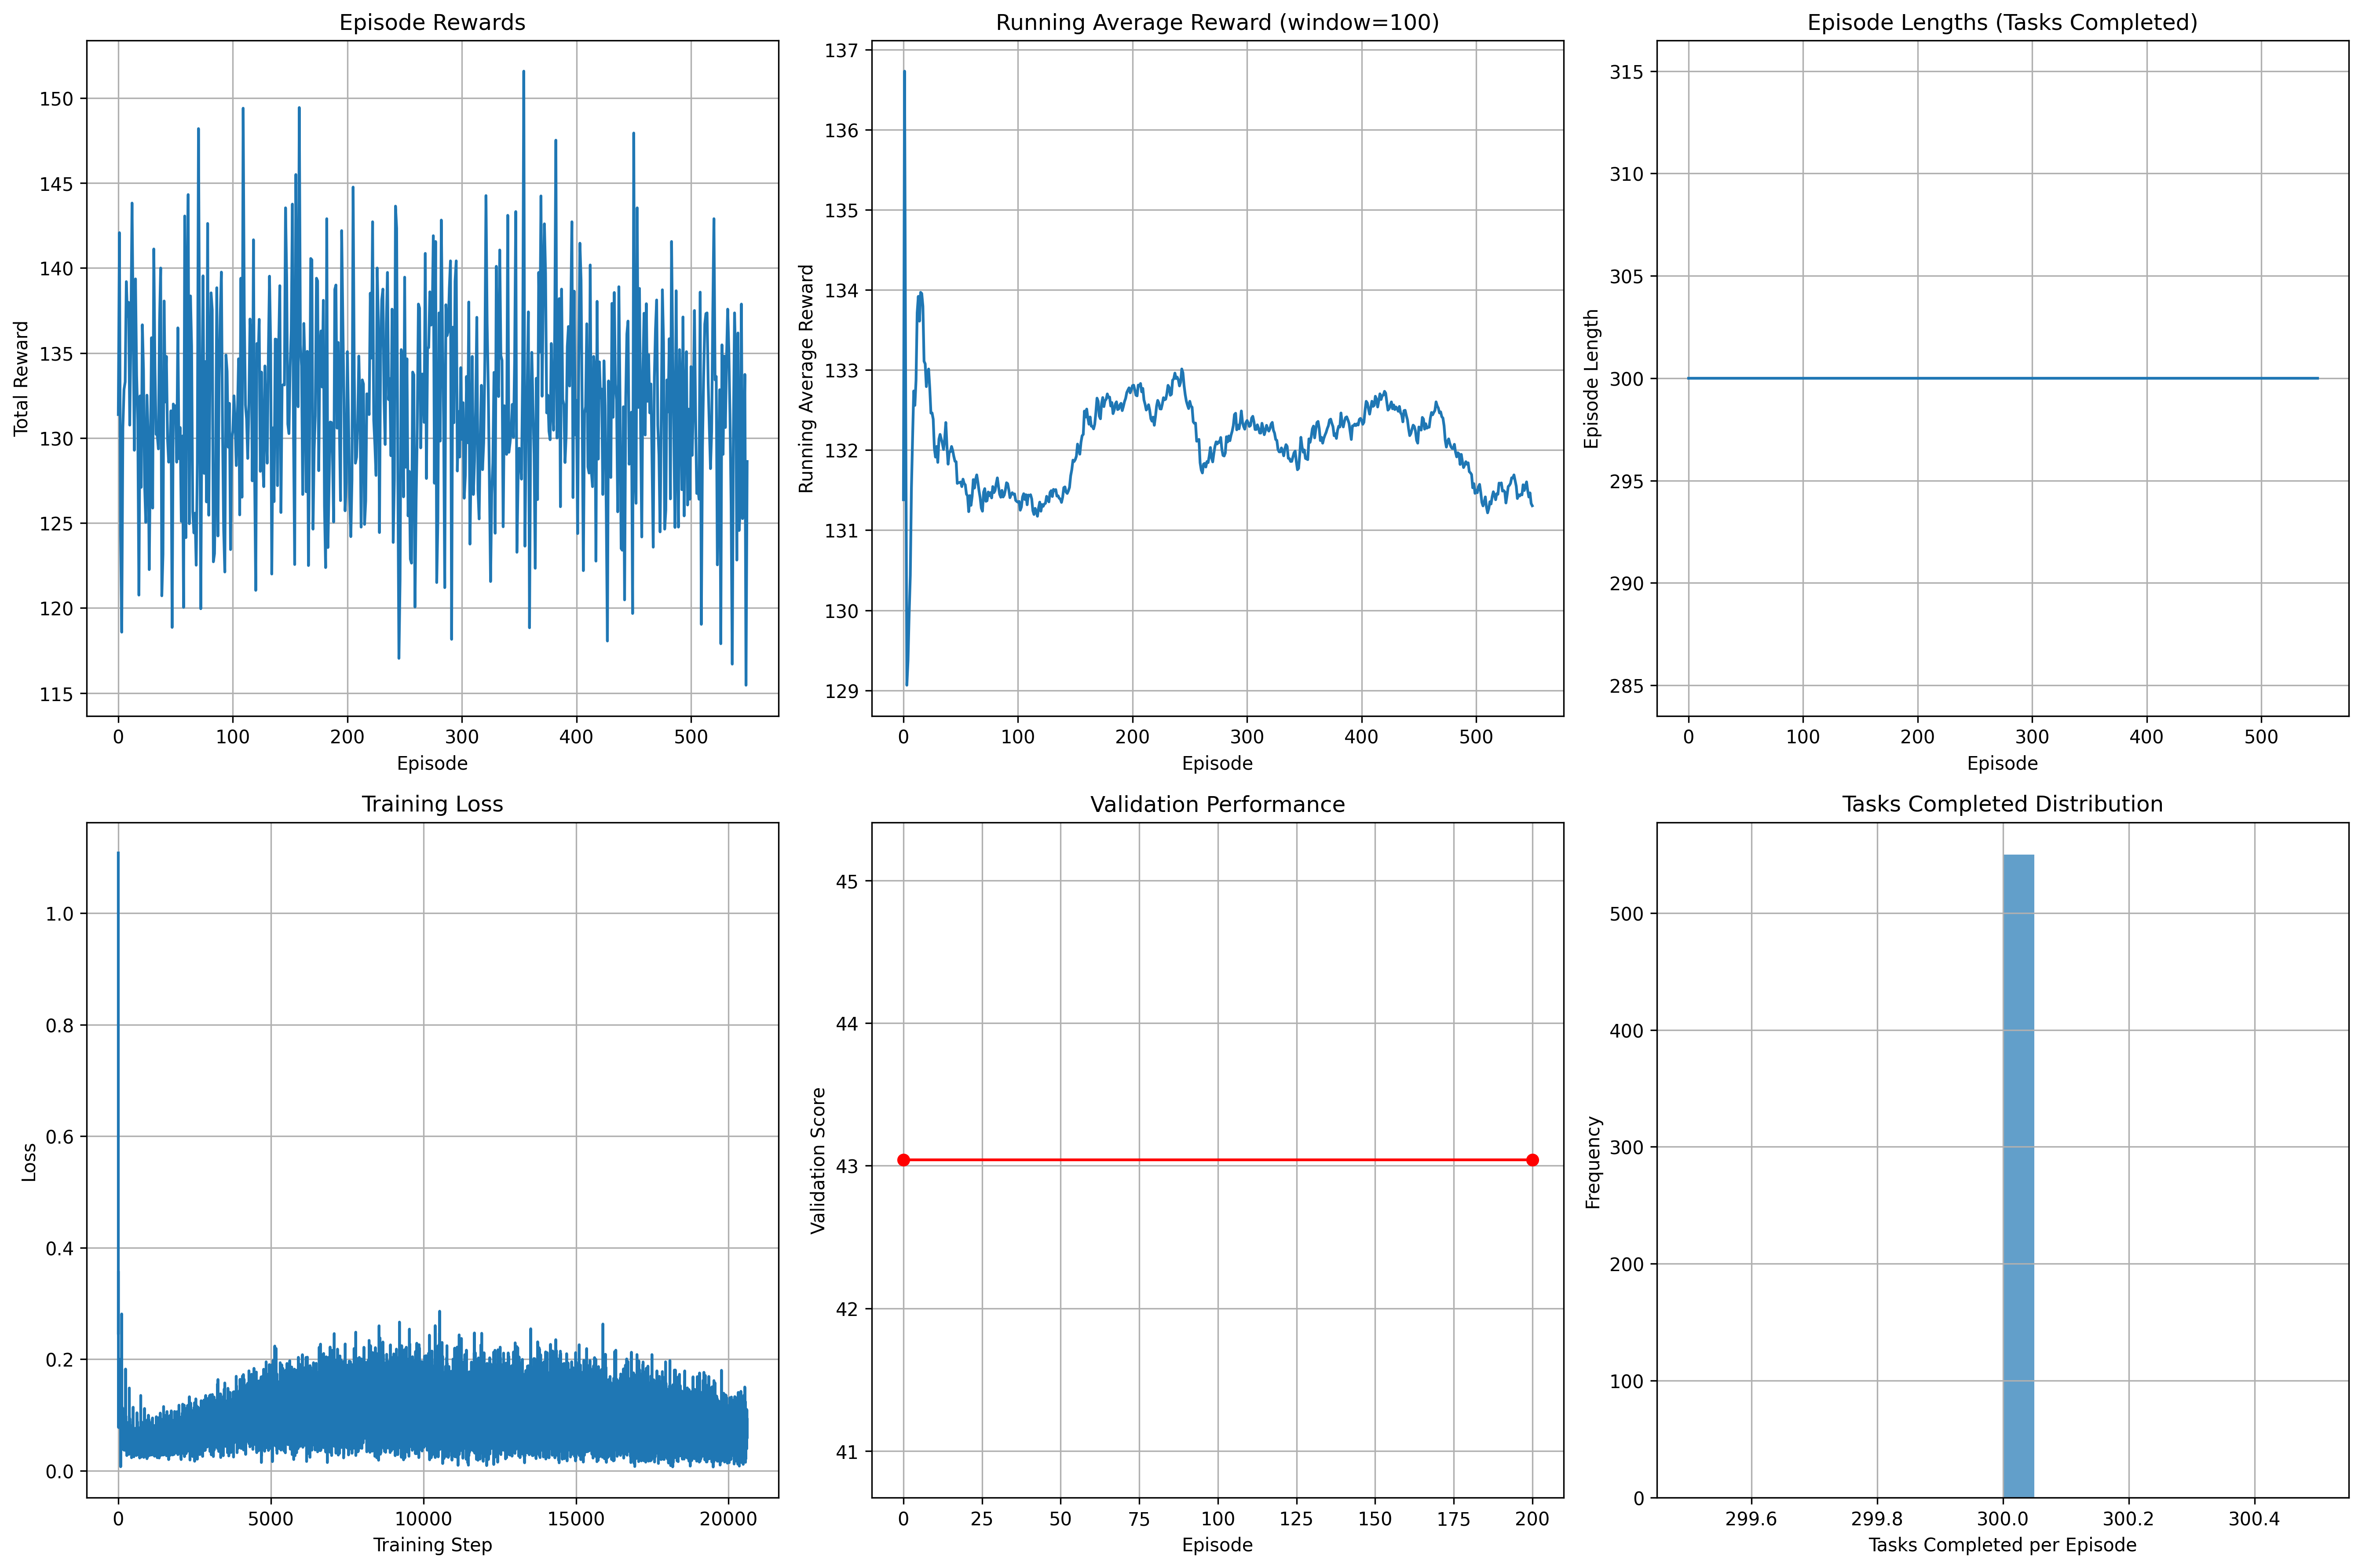 Episode Rewards
Total Reward
150
145
140
135
130
125
120
115
0 100 200 300 400 500
Episode
Running Average Reward (window=100)
Running Average Reward
137
136
135
134
133
132
131
130
129
0 100 200 300 400 500
Episode
Episode Lengths (Tasks Completed)
Episode Length
315
310
305
300
295
290
285
0 100 200 300 400 500
Episode
Training Loss
Loss
1.0
0.8
0.6
0.4
0.2
0.0
0 5000 10000 15000 20000
Training Step
Validation Performance
Validation Score
45
44
43
42
41
0 25 50 75 100 125 150 175 200
Episode
Tasks Completed Distribution
Frequency
500
400
300
200
100
0
299.6 299.8 300.0 300.2 300.4
Tasks Completed per Episode